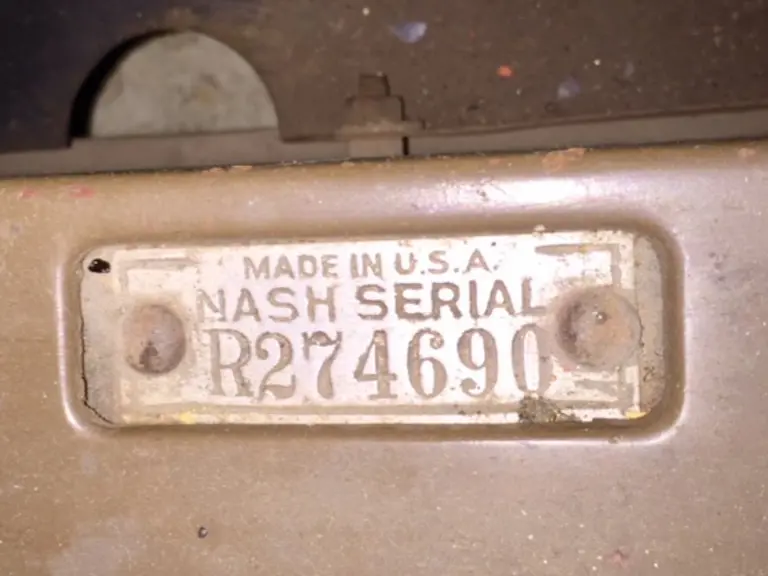 MADE IN U.S.A.
NASH SERIAL
R274690